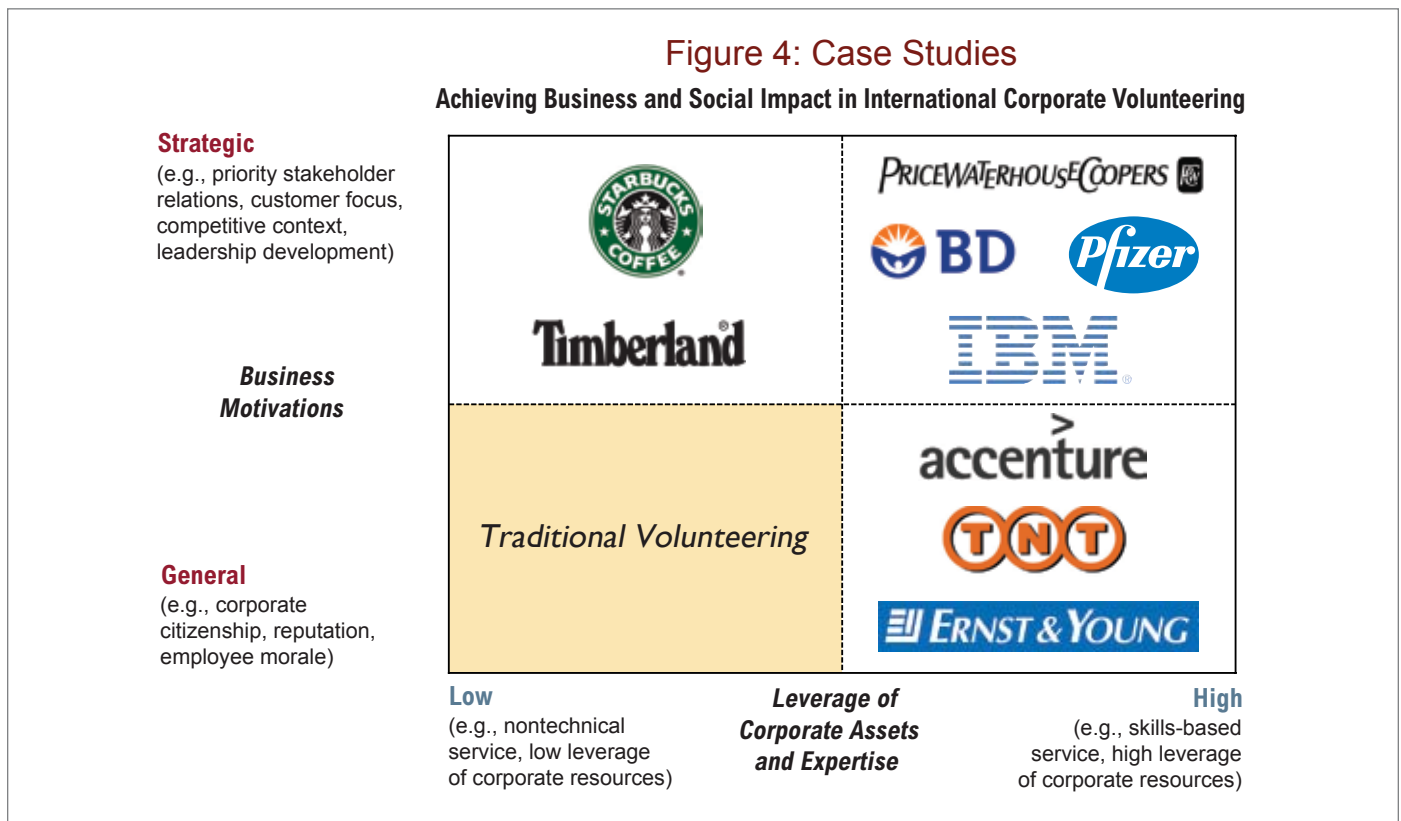 Figure 4: Case Studies
Achieving Business and Social Impact in International Corporate Volunteering
Strategic
(e.g., priority stakeholder
relations, customer focus,
competitive context,
leadership development)
STARBUCKS
COFFEE
®
PRICEWATERHOUSECOOPERS
BD
Pfizer
Timberland®
IBM®
Business
Motivations
>
accenture
Traditional Volunteering
TNT
General
(e.g., corporate
citizenship, reputation,
employee morale)
ERNST & YOUNG
Low
(e.g., nontechnical
service, low leverage
of corporate resources)
Leverage of
Corporate Assets
and Expertise
High
(e.g., skills-based
service, high leverage
of corporate resources)